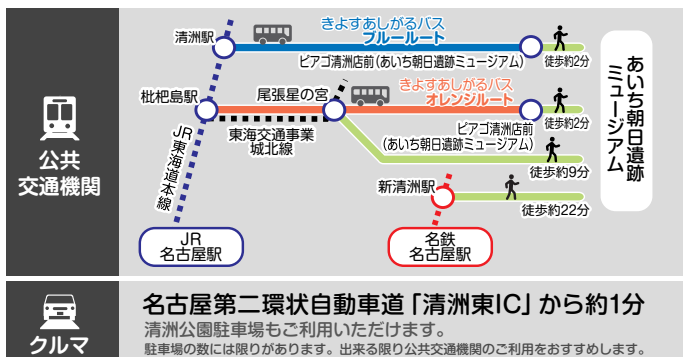 公共
交通機関
清洲駅
きよすあしがるバス
ブルールート
ピアゴ清洲店前(あいち朝日遺跡ミュージアム)
徒歩約2分
枇杷島駅
尾張星の宮
きよすあしがるバス
オレンジルート
ピアゴ清洲店前
(あいち朝日遺跡ミュージアム)
徒歩約2分
東海交通事業
城北線
JR東海道本線
徒歩約9分
新清洲駅
徒歩約22分
JR
名古屋駅
名鉄
名古屋駅
あいち朝日遺跡
ミュージアム
クルマ
名古屋第二環状自動車道「清洲東IC」から約1分
清洲公園駐車場もご利用いただけます。
駐車場の数には限りがあります。出来る限り公共交通機関のご利用をおすすめします。